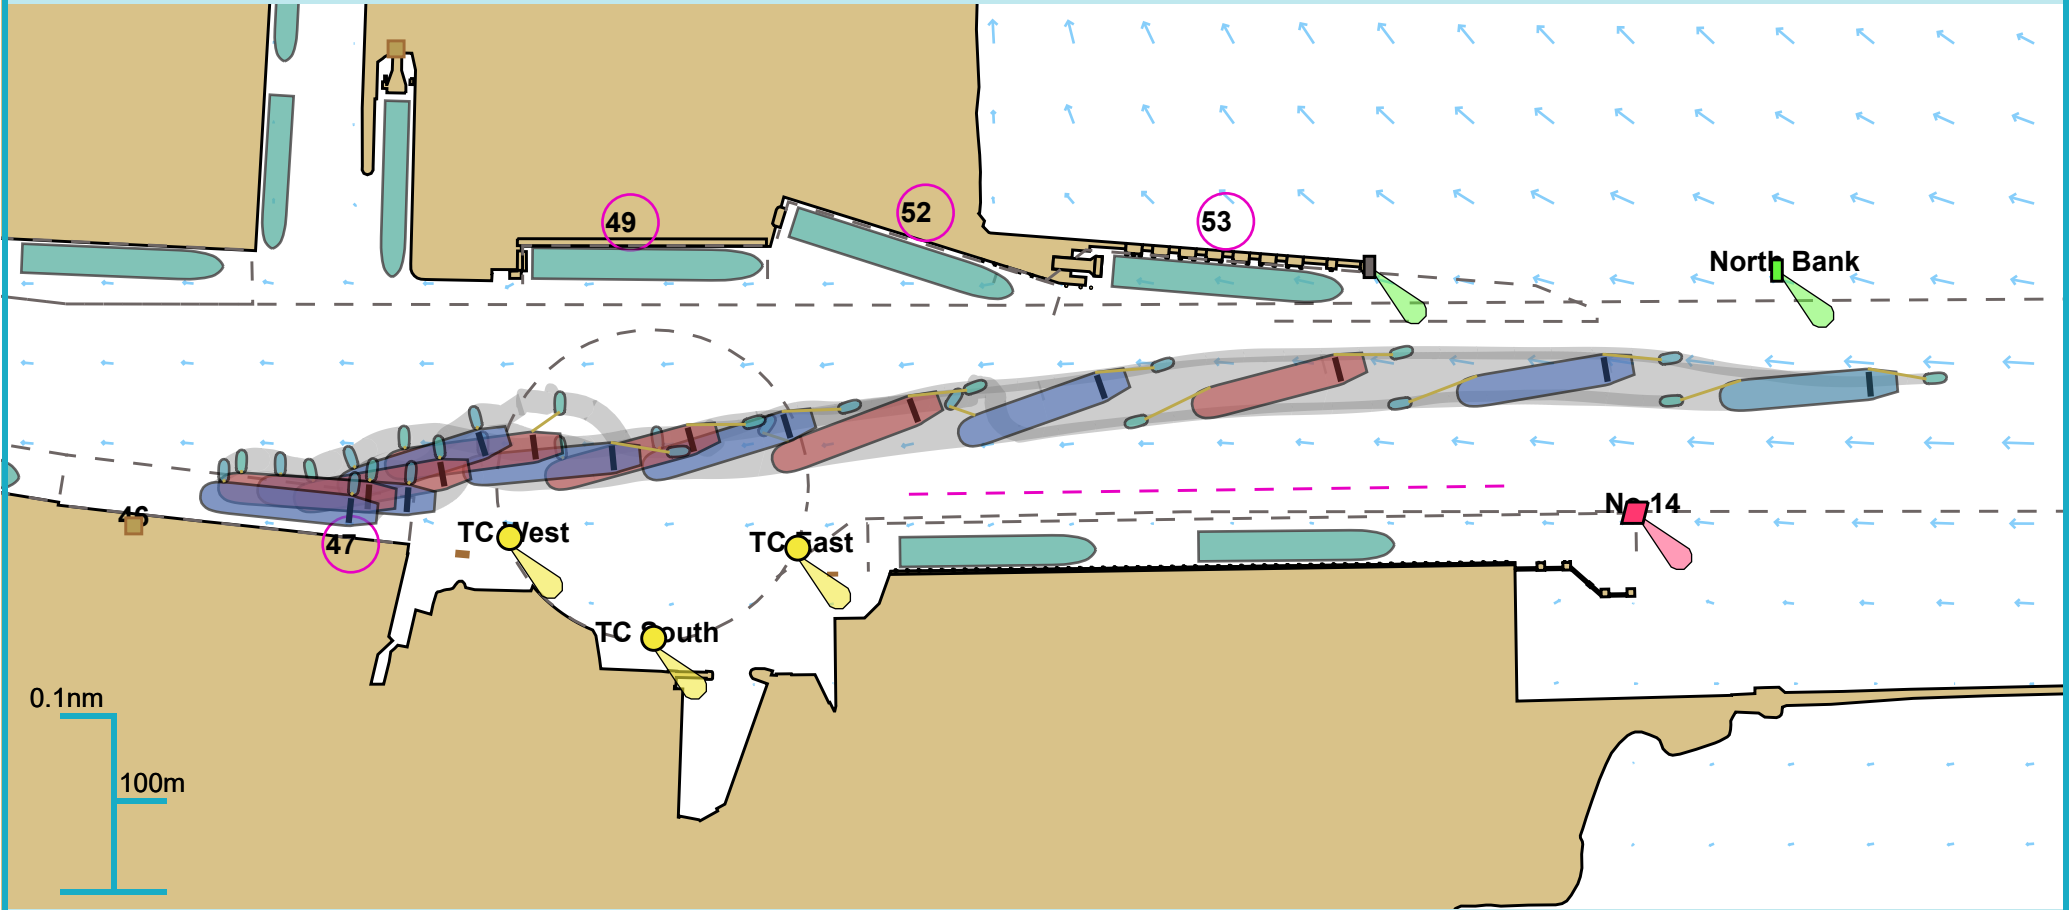 52
49
53
North Bank
No 14
46
47
TC West
TC East
TC South
0.1nm
100m